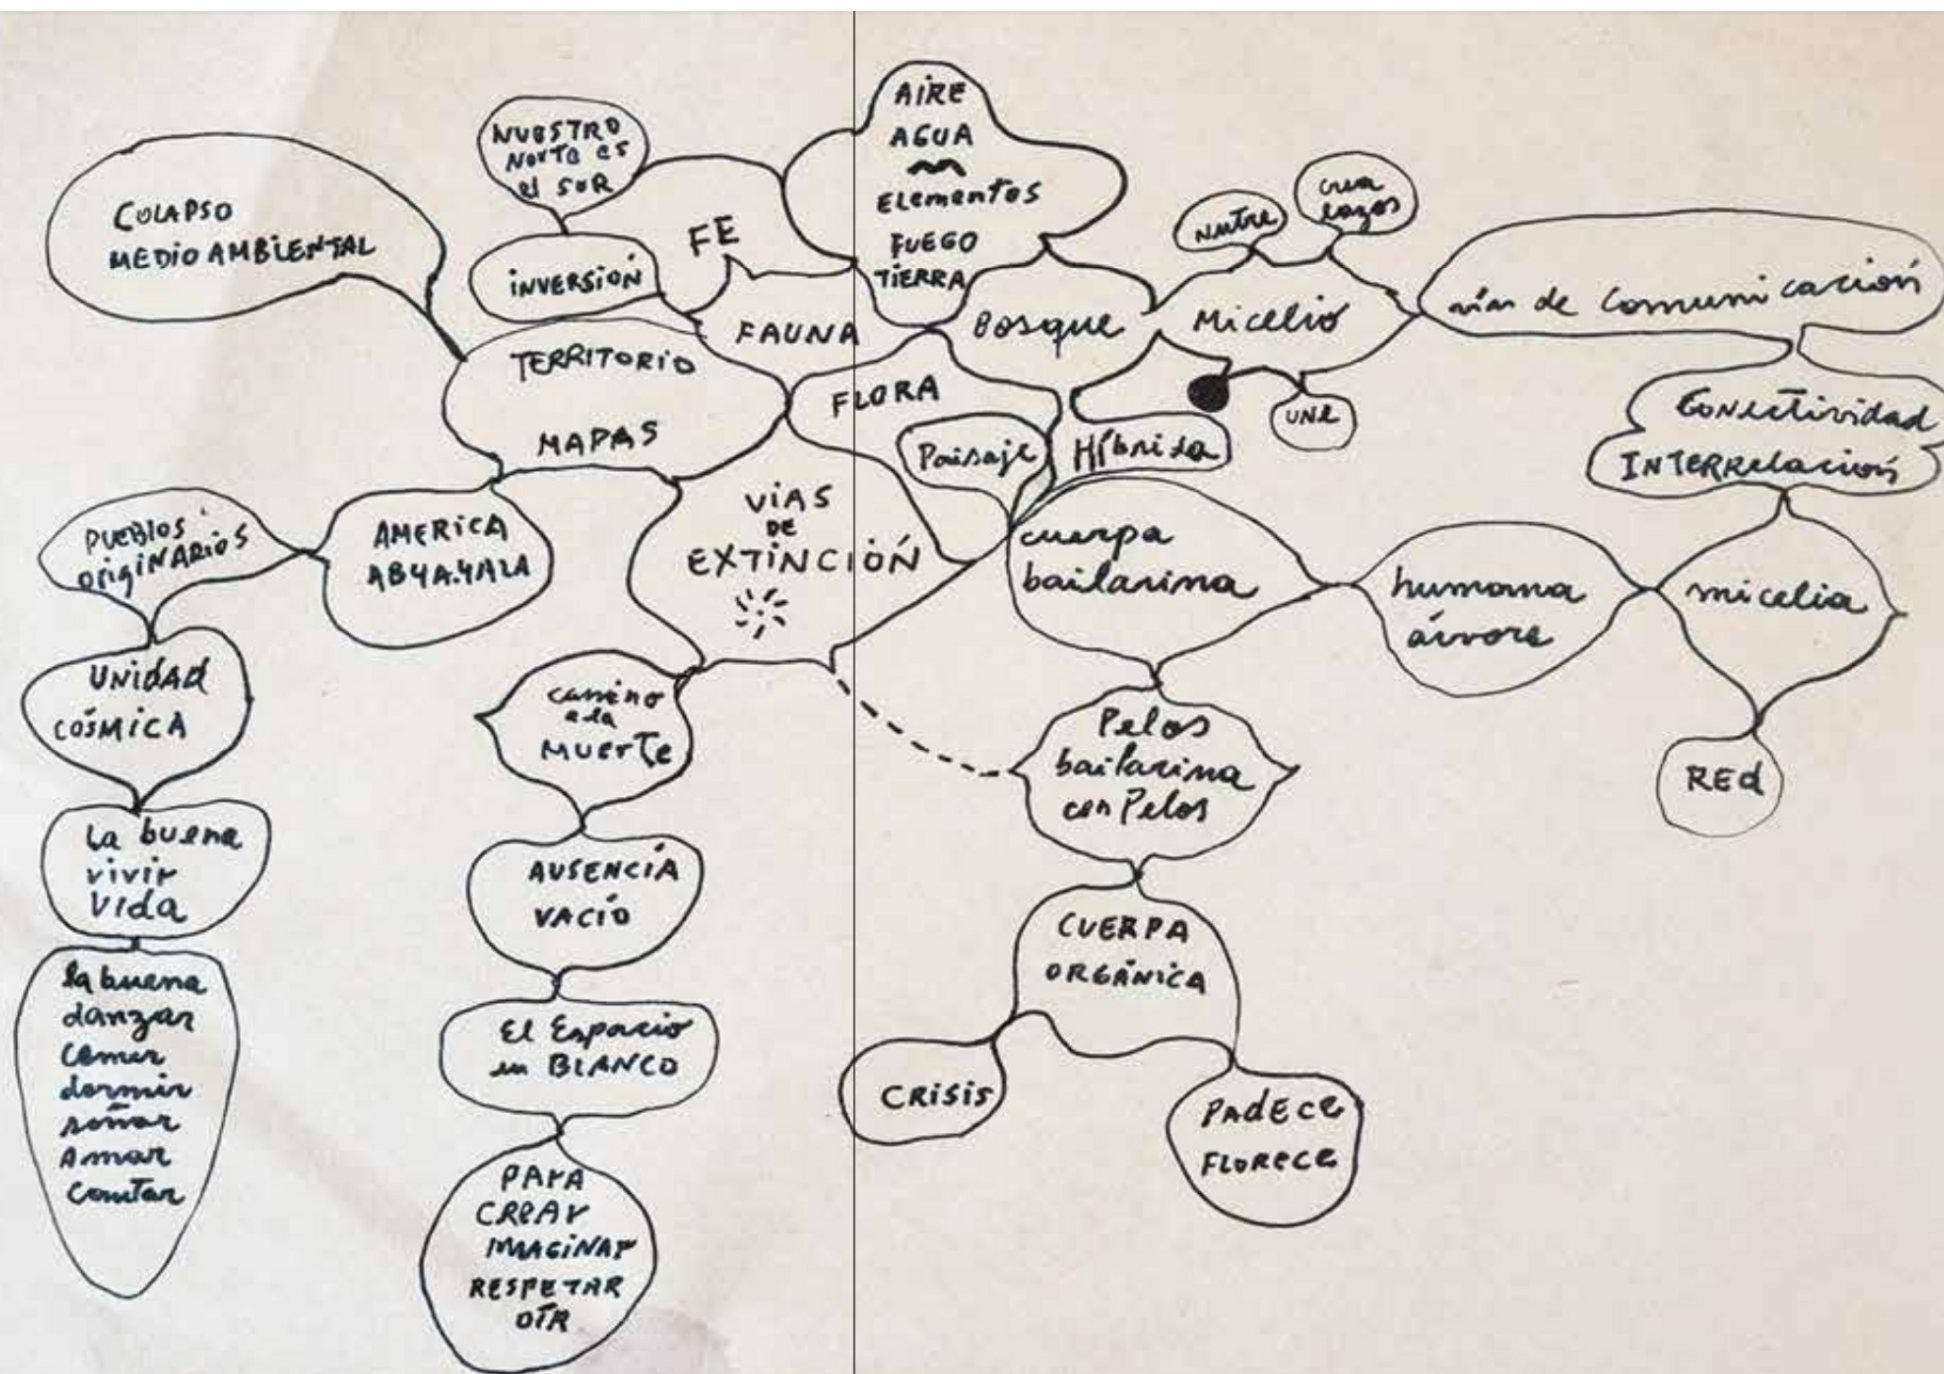 COLAPSO
MEDIO AMBIENTAL
NUESTRO
NORTE ES
el SUR
INVERSIÓN
FE
AIRE
AGUA
ELEMENTOS
FUEGO
TIERRA
FAUNA
FLORA
TERRITORIO
MAPAS
Bosque
Micelio
Nutre
crea
lazos
UNE
vías de comunicación
Conectividad
INTERRelación
Paisaje
Híbrida
VÍAS
DE
EXTINCIÓN
AMERICA
ABYA.YALA
PUEBLOS
ORIGINARIOS
UNIDAD
CÓSMICA
La buena
vivir
vida
la buena
danzar
comer
dormir
soñar
Amar
cantar
camino
a la
MUERTE
AUSENCIA
VACÍO
El Espacio
en BLANCO
PARA
CREAR
IMAGINAR
RESPETAR
OÍR
cuerpa
bailarina
humana
árvore
micelia
REd
Pelos
bailarina
con Pelos
CUERPA
ORGÁNICA
CRISIS
PADECE
FLORECE